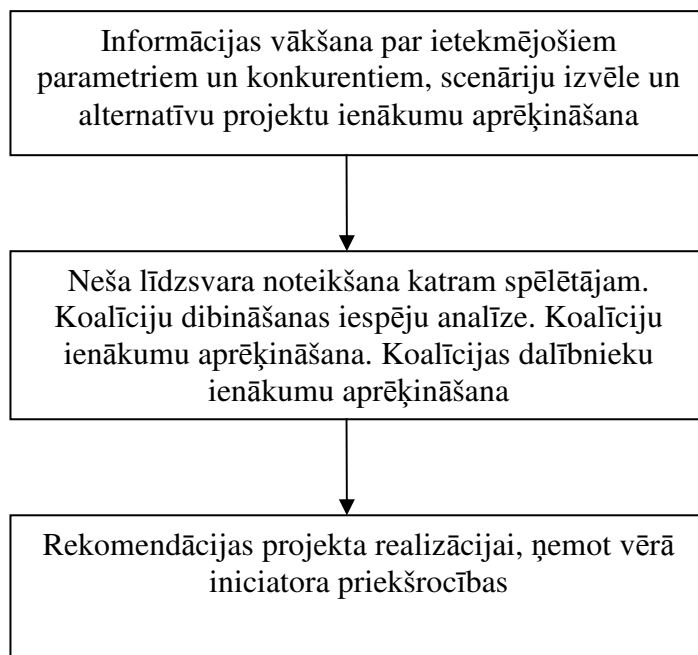 Informācijas vākšana par ietekmējošiem
parametriem un konkurentiem, scenāriju izvēle un
alternatīvu projektu ienākumu aprēķināšana
Neša līdzsvara noteikšana katram spēlētājam.
Koalīciju dibināšanas iespēju analīze. Koalīciju
ienākumu aprēķināšana. Koalīcijas dalībnieku
ienākumu aprēķināšana
Rekomendācijas projekta realizācijai, ņemot vērā
iniciatora priekšrocības